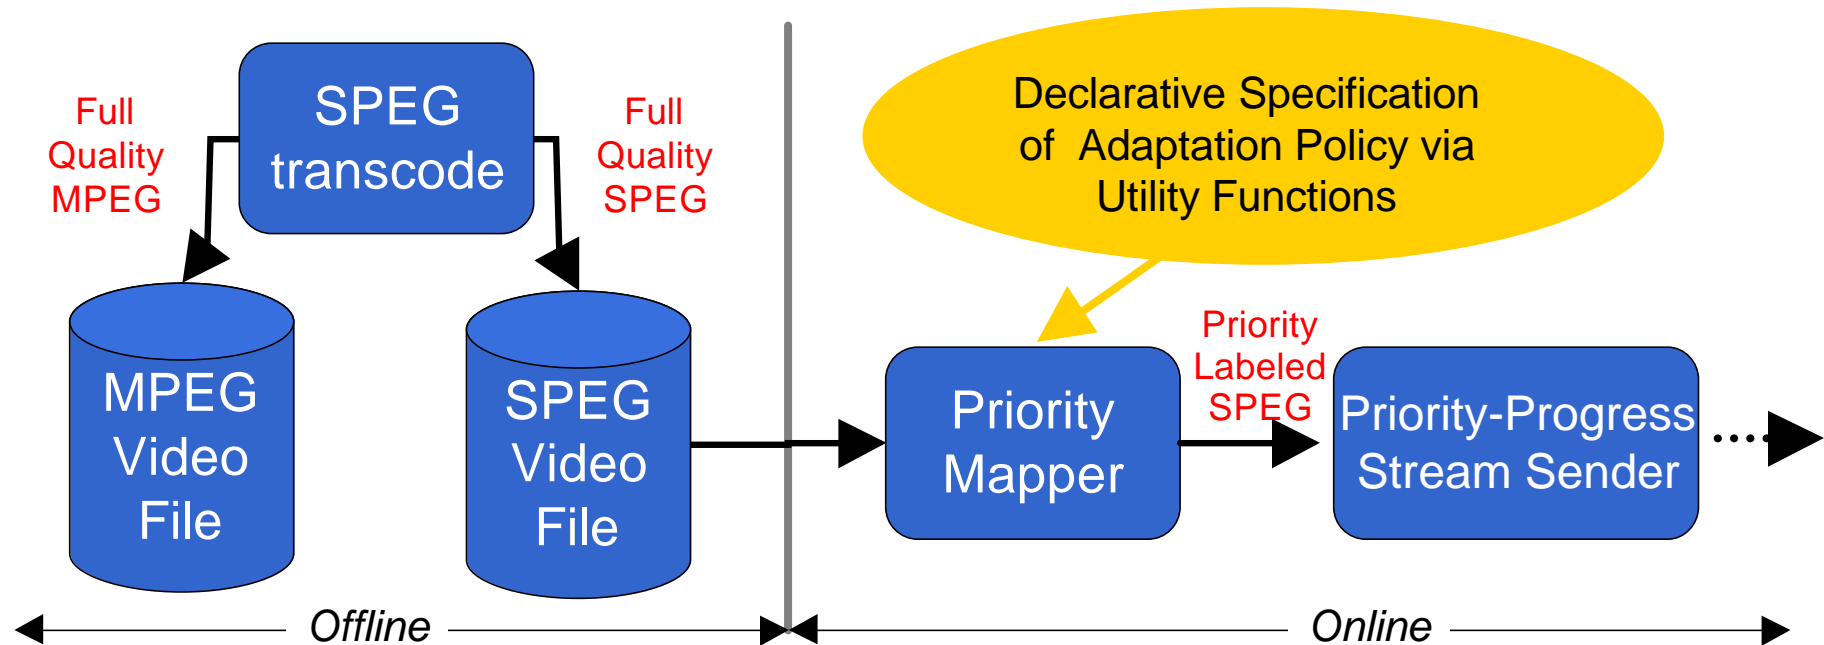 Full
Quality
MPEG
SPEG
transcode
Full
Quality
SPEG
Declarative Specification
of Adaptation Policy via
Utility Functions
MPEG
Video
File
SPEG
Video
File
Priority
Mapper
Priority
Labeled
SPEG
Priority-Progress
Stream Sender
Offline
Online